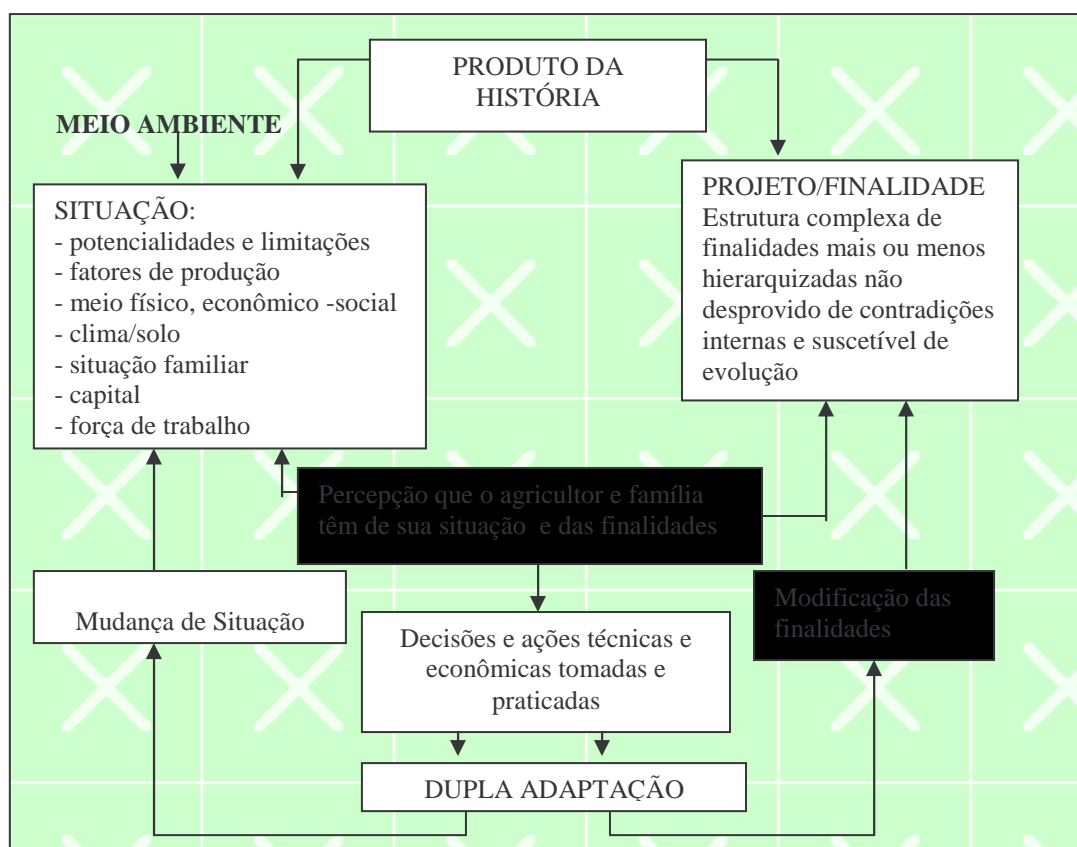 PRODUTO DA
HISTÓRIA
MEIO AMBIENTE
SITUAÇÃO:
- potencialidades e limitações
- fatores de produção
- meio físico, econômico -social
- clima/solo
- situação familiar
- capital
- força de trabalho
PROJETO/FINALIDADE
Estrutura complexa de
finalidades mais ou menos
hierarquizadas não
desprovido de contradições
internas e suscetível de
evolução
Percepção que o agricultor e família
têm de sua situação e das finalidades
Mudança de Situação
Decisões e ações técnicas e
econômicas tomadas e
praticadas
Modificação das
finalidades
DUPLA ADAPTAÇÃO